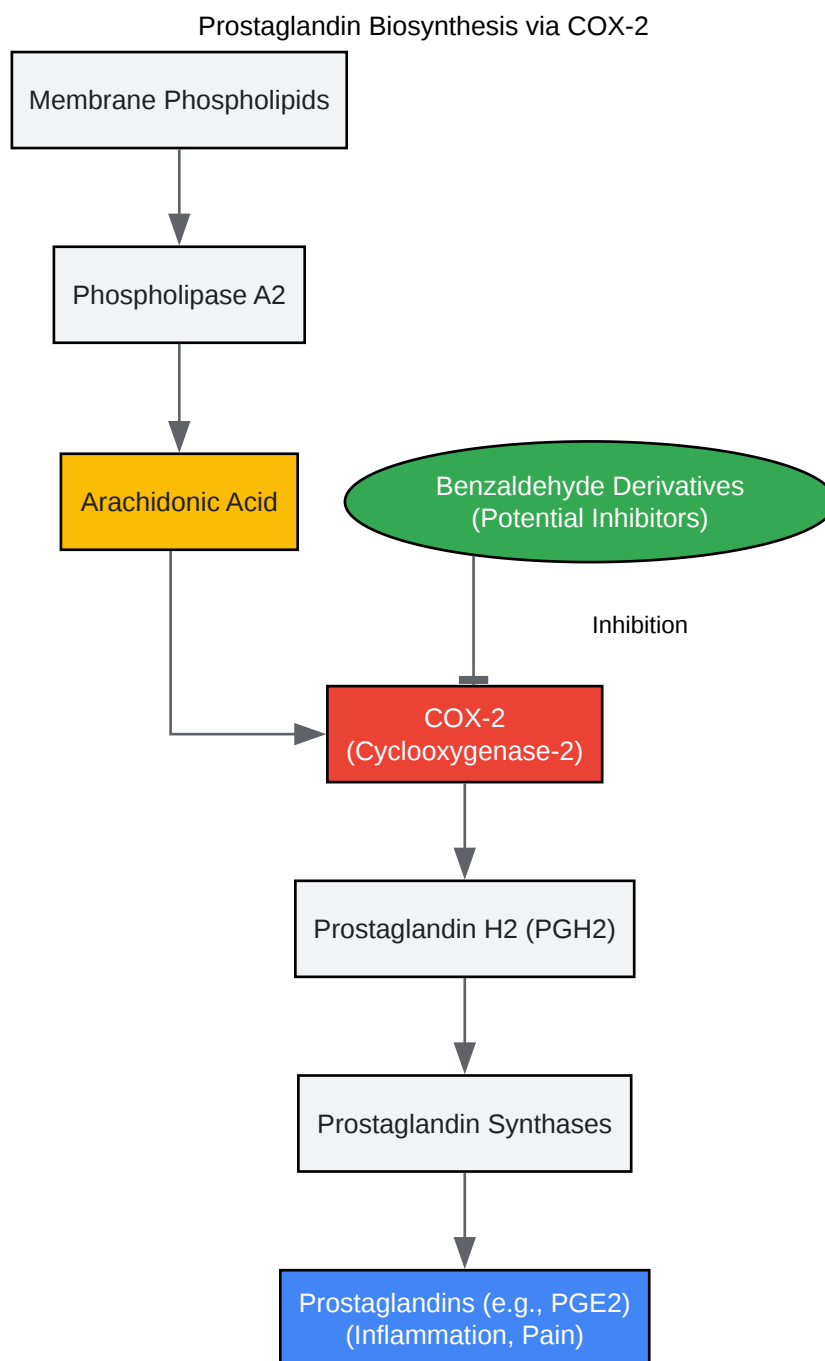 Prostaglandin Biosynthesis via COX-2
Membrane Phospholipids
Phospholipase A2
Arachidonic Acid
Benzaldehyde Derivatives
(Potential Inhibitors)
Inhibition
COX-2
(Cyclooxygenase-2)
Prostaglandin H2 (PGH2)
Prostaglandin Synthases
Prostaglandins (e.g., PGE2)
(Inflammation, Pain)